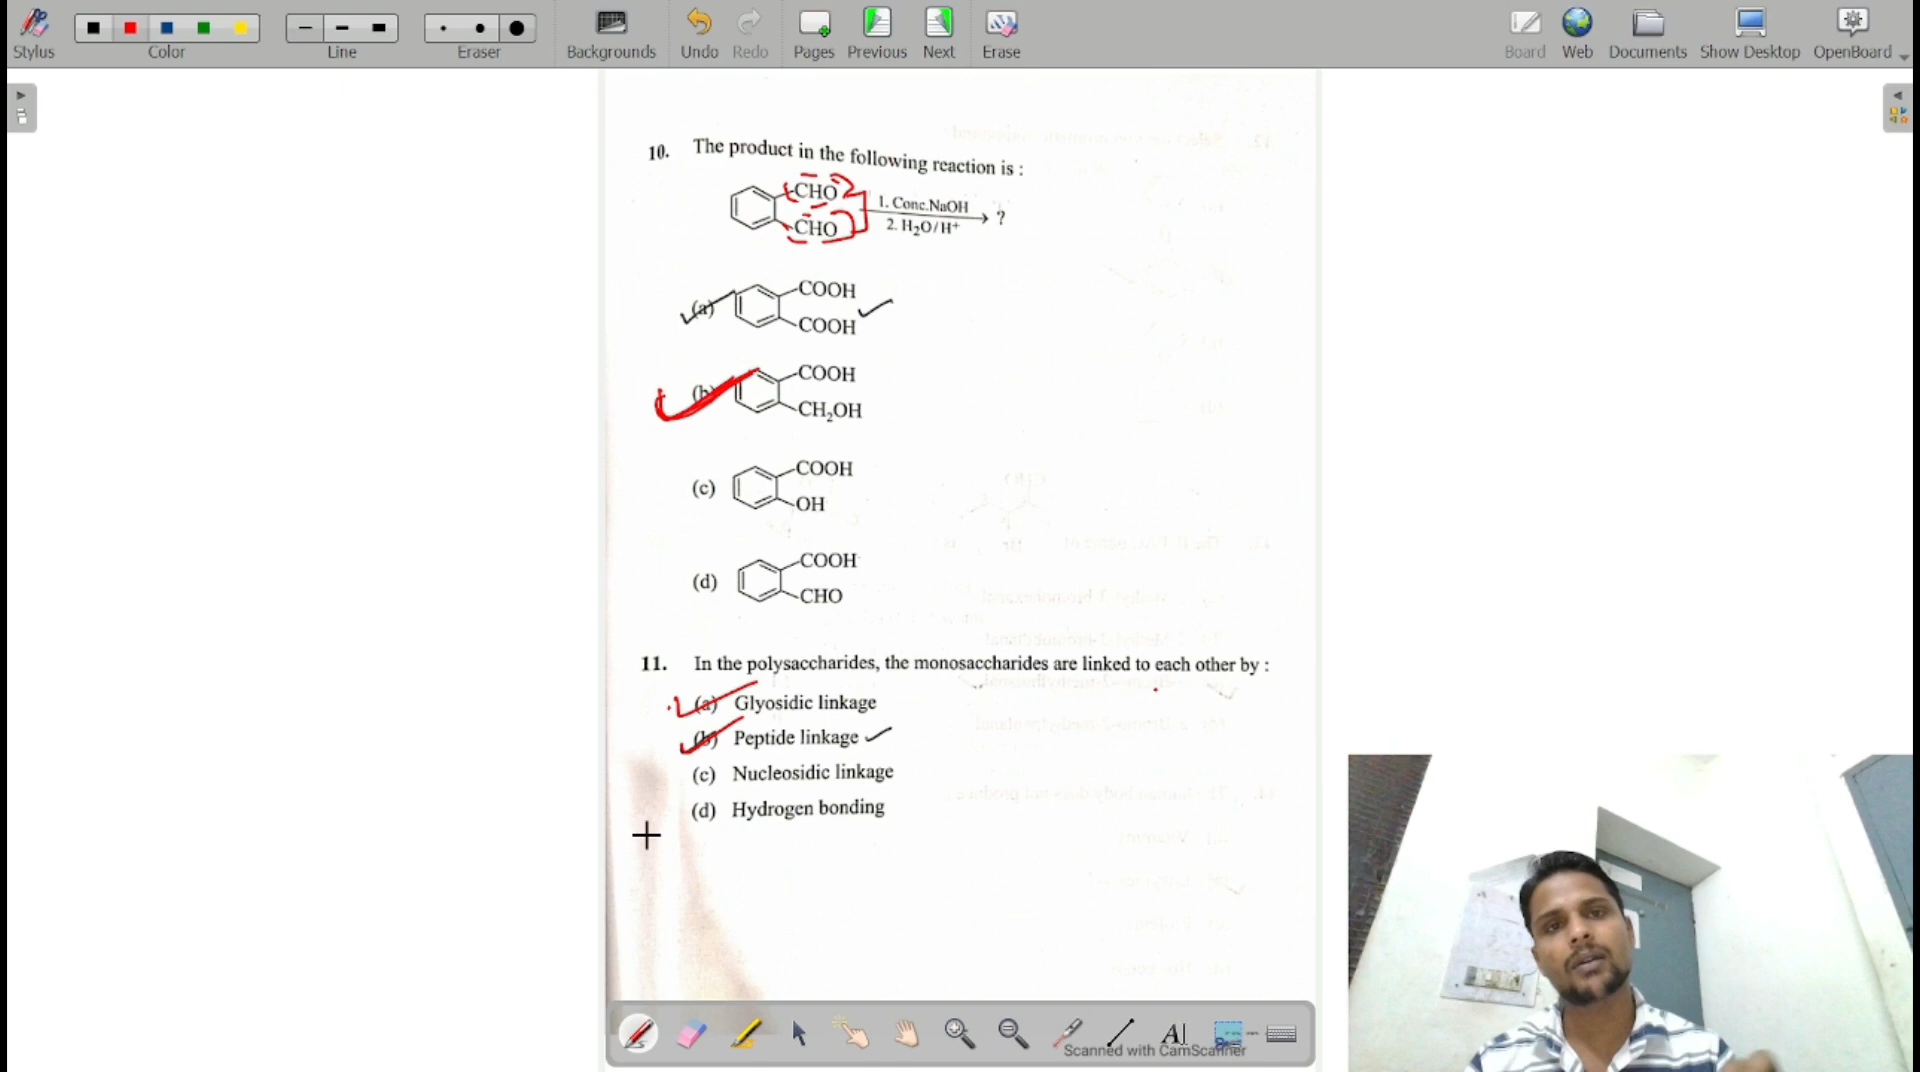 Stylus
Color
Line
Eraser
Backgrounds
Undo
Redo
Pages
Previous
Next
Erase
Board
Web
Documents
Show Desktop
OpenBoard
10. The product in the following reaction is :
CHO
CHO
1. Conc.NaOH
2. H₂O/H⁺
?
(a)
COOH
COOH
(b)
COOH
CH₂OH
(c)
COOH
OH
(d)
COOH
CHO
11. In the polysaccharides, the monosaccharides are linked to each other by :
(a) Glyosidic linkage
(b) Peptide linkage
(c) Nucleosidic linkage
(d) Hydrogen bonding
Scanned with CamScanner